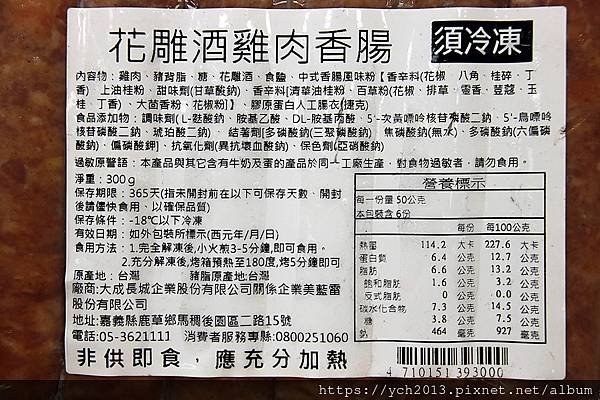 花雕酒雞肉香腸
須冷凍
內容物:雞肉、豬背脂、糖、花雕酒、食鹽、中式香腸風味粉【香辛料(花椒、八角、桂碎、丁
香)、上油桂粉、甜味劑(甘草酸鈉)、香辛料[清華油桂粉、百草粉(花椒、排草、靈香、荳蔻、玉
桂、丁香)、大茴香粉、花椒粉]】、膠原蛋白人工腸衣(捷克)
食品添加物:調味劑(L-麩酸鈉、胺基乙酸、DL-胺基丙酸、5'-次黃嘌呤核苷磷酸二鈉、5'-鳥嘌呤
核苷磷酸二鈉、琥珀酸二鈉)、結著劑[多磷酸鈉(三聚磷酸鈉)、焦磷酸鈉(無水)、多磷酸鈉(六偏磷
酸鈉)、偏磷酸鉀]、抗氧化劑(異抗壞血酸鈉)、保色劑(亞硝酸鈉)
過敏原警語:本產品與其它含有牛奶及蛋的產品於同一工廠生產,對食物過敏者,請勿食用。
淨重:300g
保存期限:365天(指未開封前在以下可保存天數、開封
後請儘快食用、以確保品質)
保存條件:-18℃以下冷凍
有效日期:如外包裝所標示(西元年/月/日)
食用方法:1.完全解凍後,小火煎3-5分鐘,即可食用。
2.充分解凍後,烤箱預熱至180度,烤5分鐘即可
原產地:台灣 豬脂原產地:台灣
廠商:大成長城企業股份有限公司關係企業美藍雷
股份有限公司
地址:嘉義縣鹿草鄉馬稠後園區二路15號
電話:05-3621111 消費者服務專縣:0800251060
非供即食,應充分加熱
營養標示
每一份量 50公克
本包裝含 6份
每份 每100公克
熱量 114.2 大卡 227.6 大卡
蛋白質 6.4 公克 12.7 公克
脂肪 6.6 公克 13.2 公克
飽和脂肪 1.6 公克 3.2 公克
反式脂肪 0 公克 0.0 公克
碳水化合物 7.3 公克 14.5 公克
糖 3.8 公克 7.5 公克
鈉 464 毫克 927 毫克
4 710151 393000
https://ych2013.pixnet.net/album